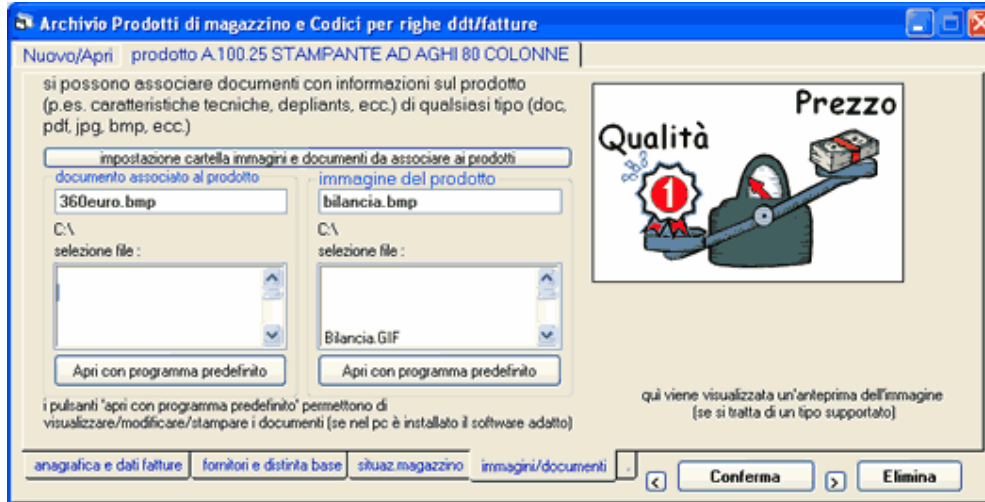 Archivio Prodotti di magazzino e Codici per righe ddt/fatture
Nuovo/Apri prodotto A.100.25 STAMPANTE AD AGHI 80 COLONNE
si possono associare documenti con informazioni sul prodotto
(p.es. caratteristiche tecniche, depliants, ecc.) di qualsiasi tipo (doc,
pdf, jpg, bmp, ecc.)
impostazione cartella immagini e documenti da associare ai prodotti
documento associato al prodotto
360euro.bmp
C:\
selezione file :
Apri con programma predefinito
immagine del prodotto
bilancia.bmp
C:\
selezione file :
Bilancia.GIF
Apri con programma predefinito
i pulsanti 'apri con programma predefinito' permettono di
visualizzare/modificare/stampare i documenti (se nel pc è installato il software adatto)
Prezzo
Qualità
1
quì viene visualizzata un'anteprima dell'immagine
(se si tratta di un tipo supportato)
anagrafica e dati fatture fornitori e distinta base situaz.magazzino immagini/documenti .
< Conferma > Elimina